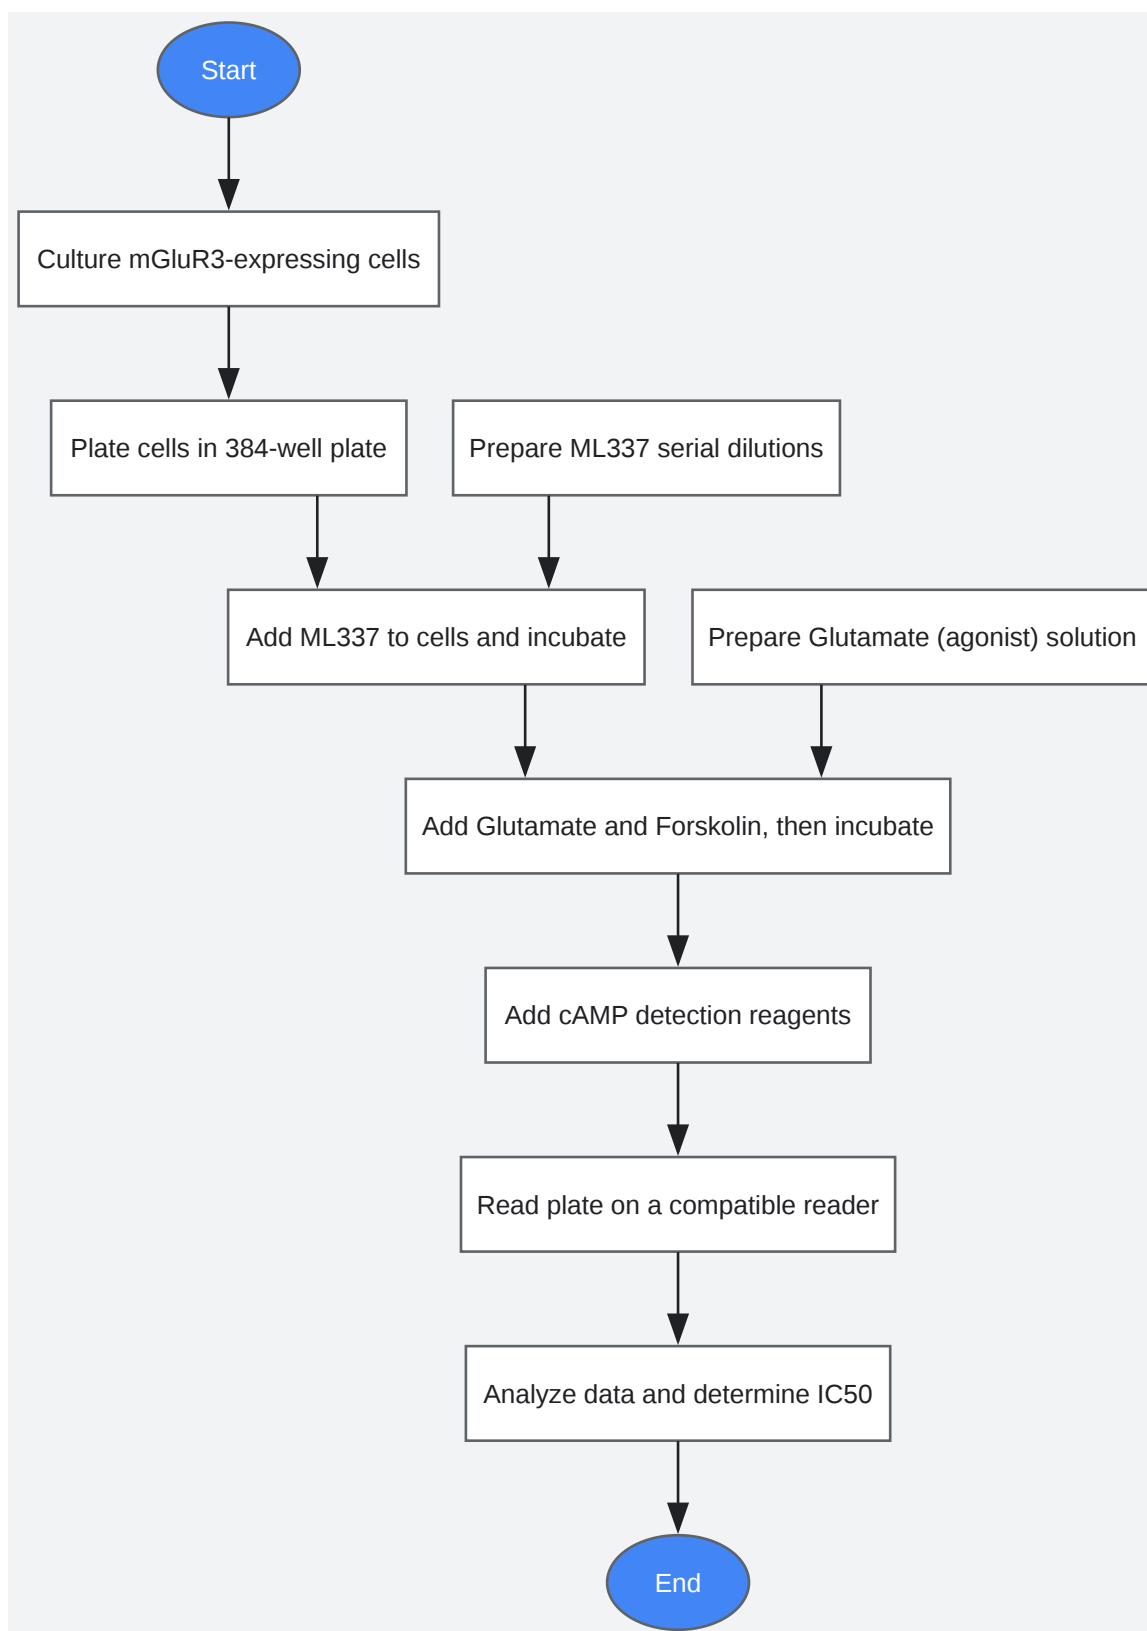 Start
Culture mGluR3-expressing cells
Plate cells in 384-well plate
Prepare ML337 serial dilutions
Add ML337 to cells and incubate
Prepare Glutamate (agonist) solution
Add Glutamate and Forskolin, then incubate
Add cAMP detection reagents
Read plate on a compatible reader
Analyze data and determine IC50
End